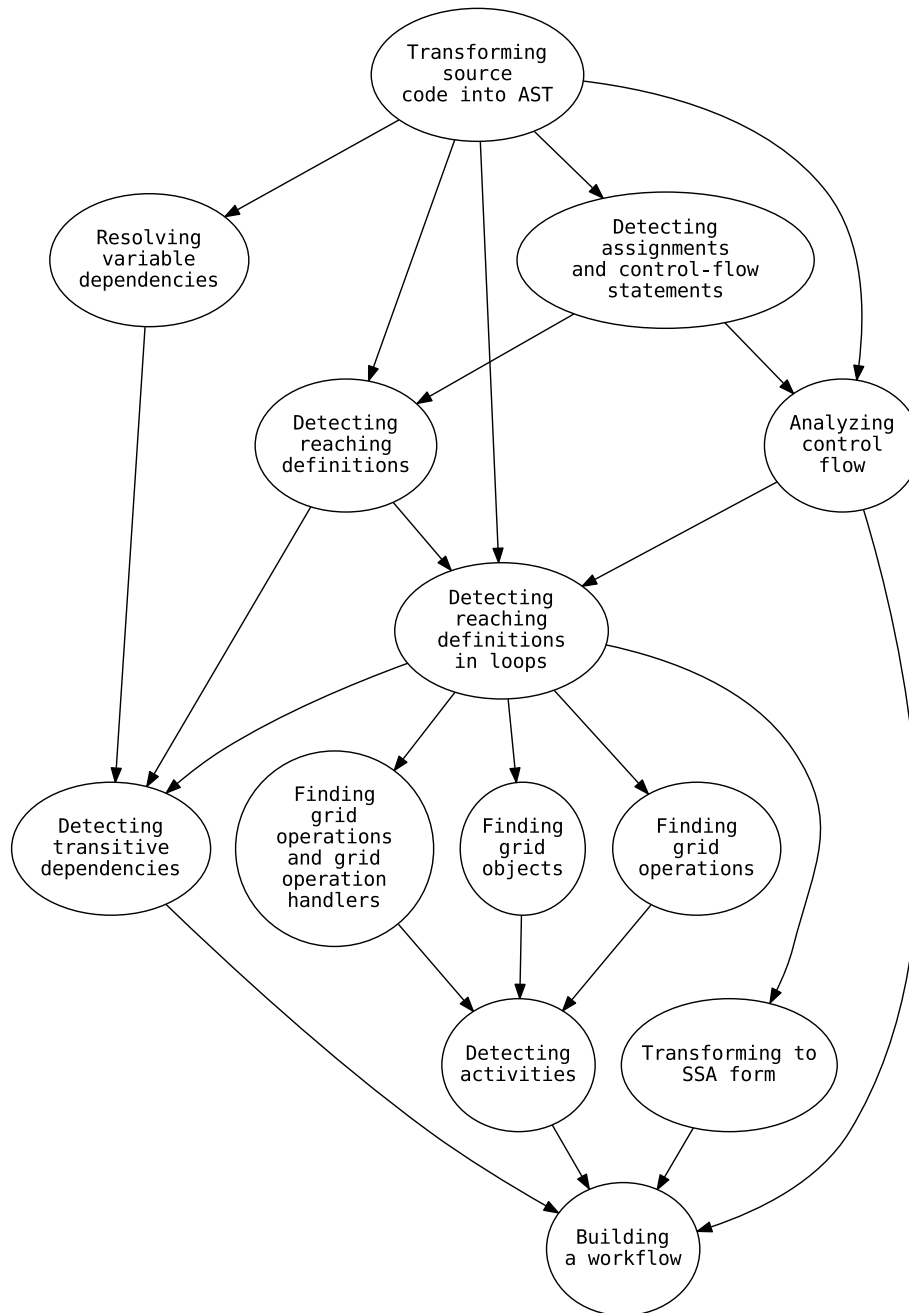 Transforming
source
code into AST
Resolving
variable
dependencies
Detecting
assignments
and control-flow
statements
Detecting
reaching
definitions
Analyzing
control
flow
Detecting
reaching
definitions
in loops
Detecting
transitive
dependencies
Finding
grid
operations
and grid
operation
handlers
Finding
grid
objects
Finding
grid
operations
Detecting
activities
Transforming to
SSA form
Building
a workflow